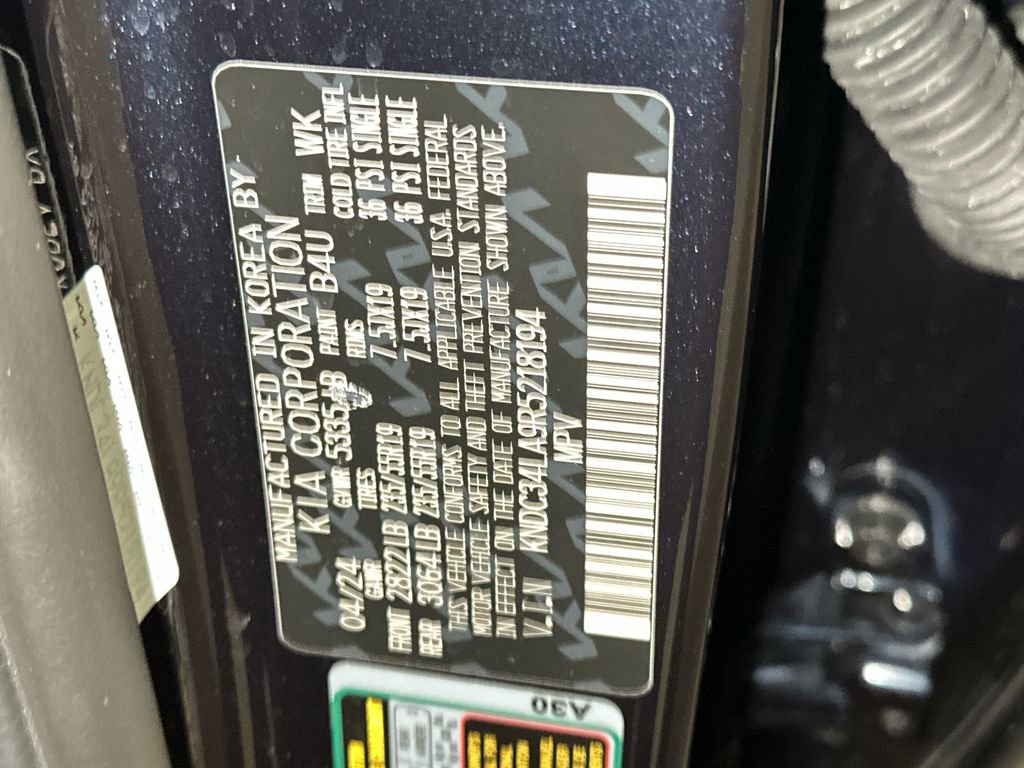 MANUFACTURED IN KOREA BY
KIA CORPORATION
04/24 GVWR 5335LB PAINT B4U TRIM WK
GAWR TIRES RIMS COLD TIRE INFL
FRONT 2822LB 235/55R19 7.5JX19 36 PSI SINGLE
REAR 3064LB 235/55R19 7.5JX19 36 PSI SINGLE
THIS VEHICLE CONFORMS TO ALL APPLICABLE U.S.A. FEDERAL
MOTOR VEHICLE SAFETY AND THEFT PREVENTION STANDARDS
IN EFFECT ON THE DATE OF MANUFACTURE SHOWN ABOVE.
V.I.N KNDC34LA9R5218194
MPV
A30